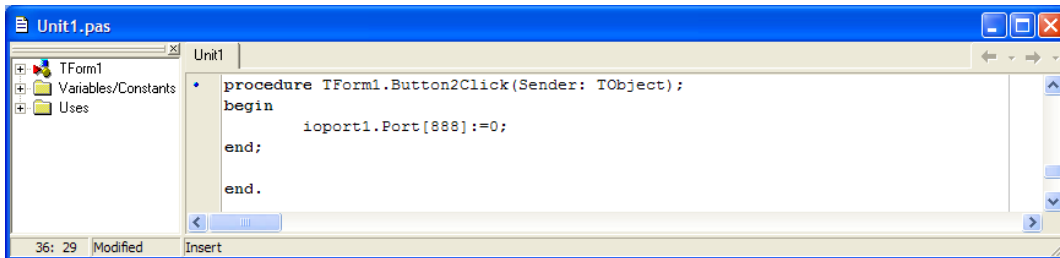 Unit1.pas
Unit1
TForm1
Variables/Constants
Uses
procedure TForm1.Button2Click(Sender: TObject);
begin
ioport1.Port[888]:=0;
end;
end.
36: 29 Modified Insert